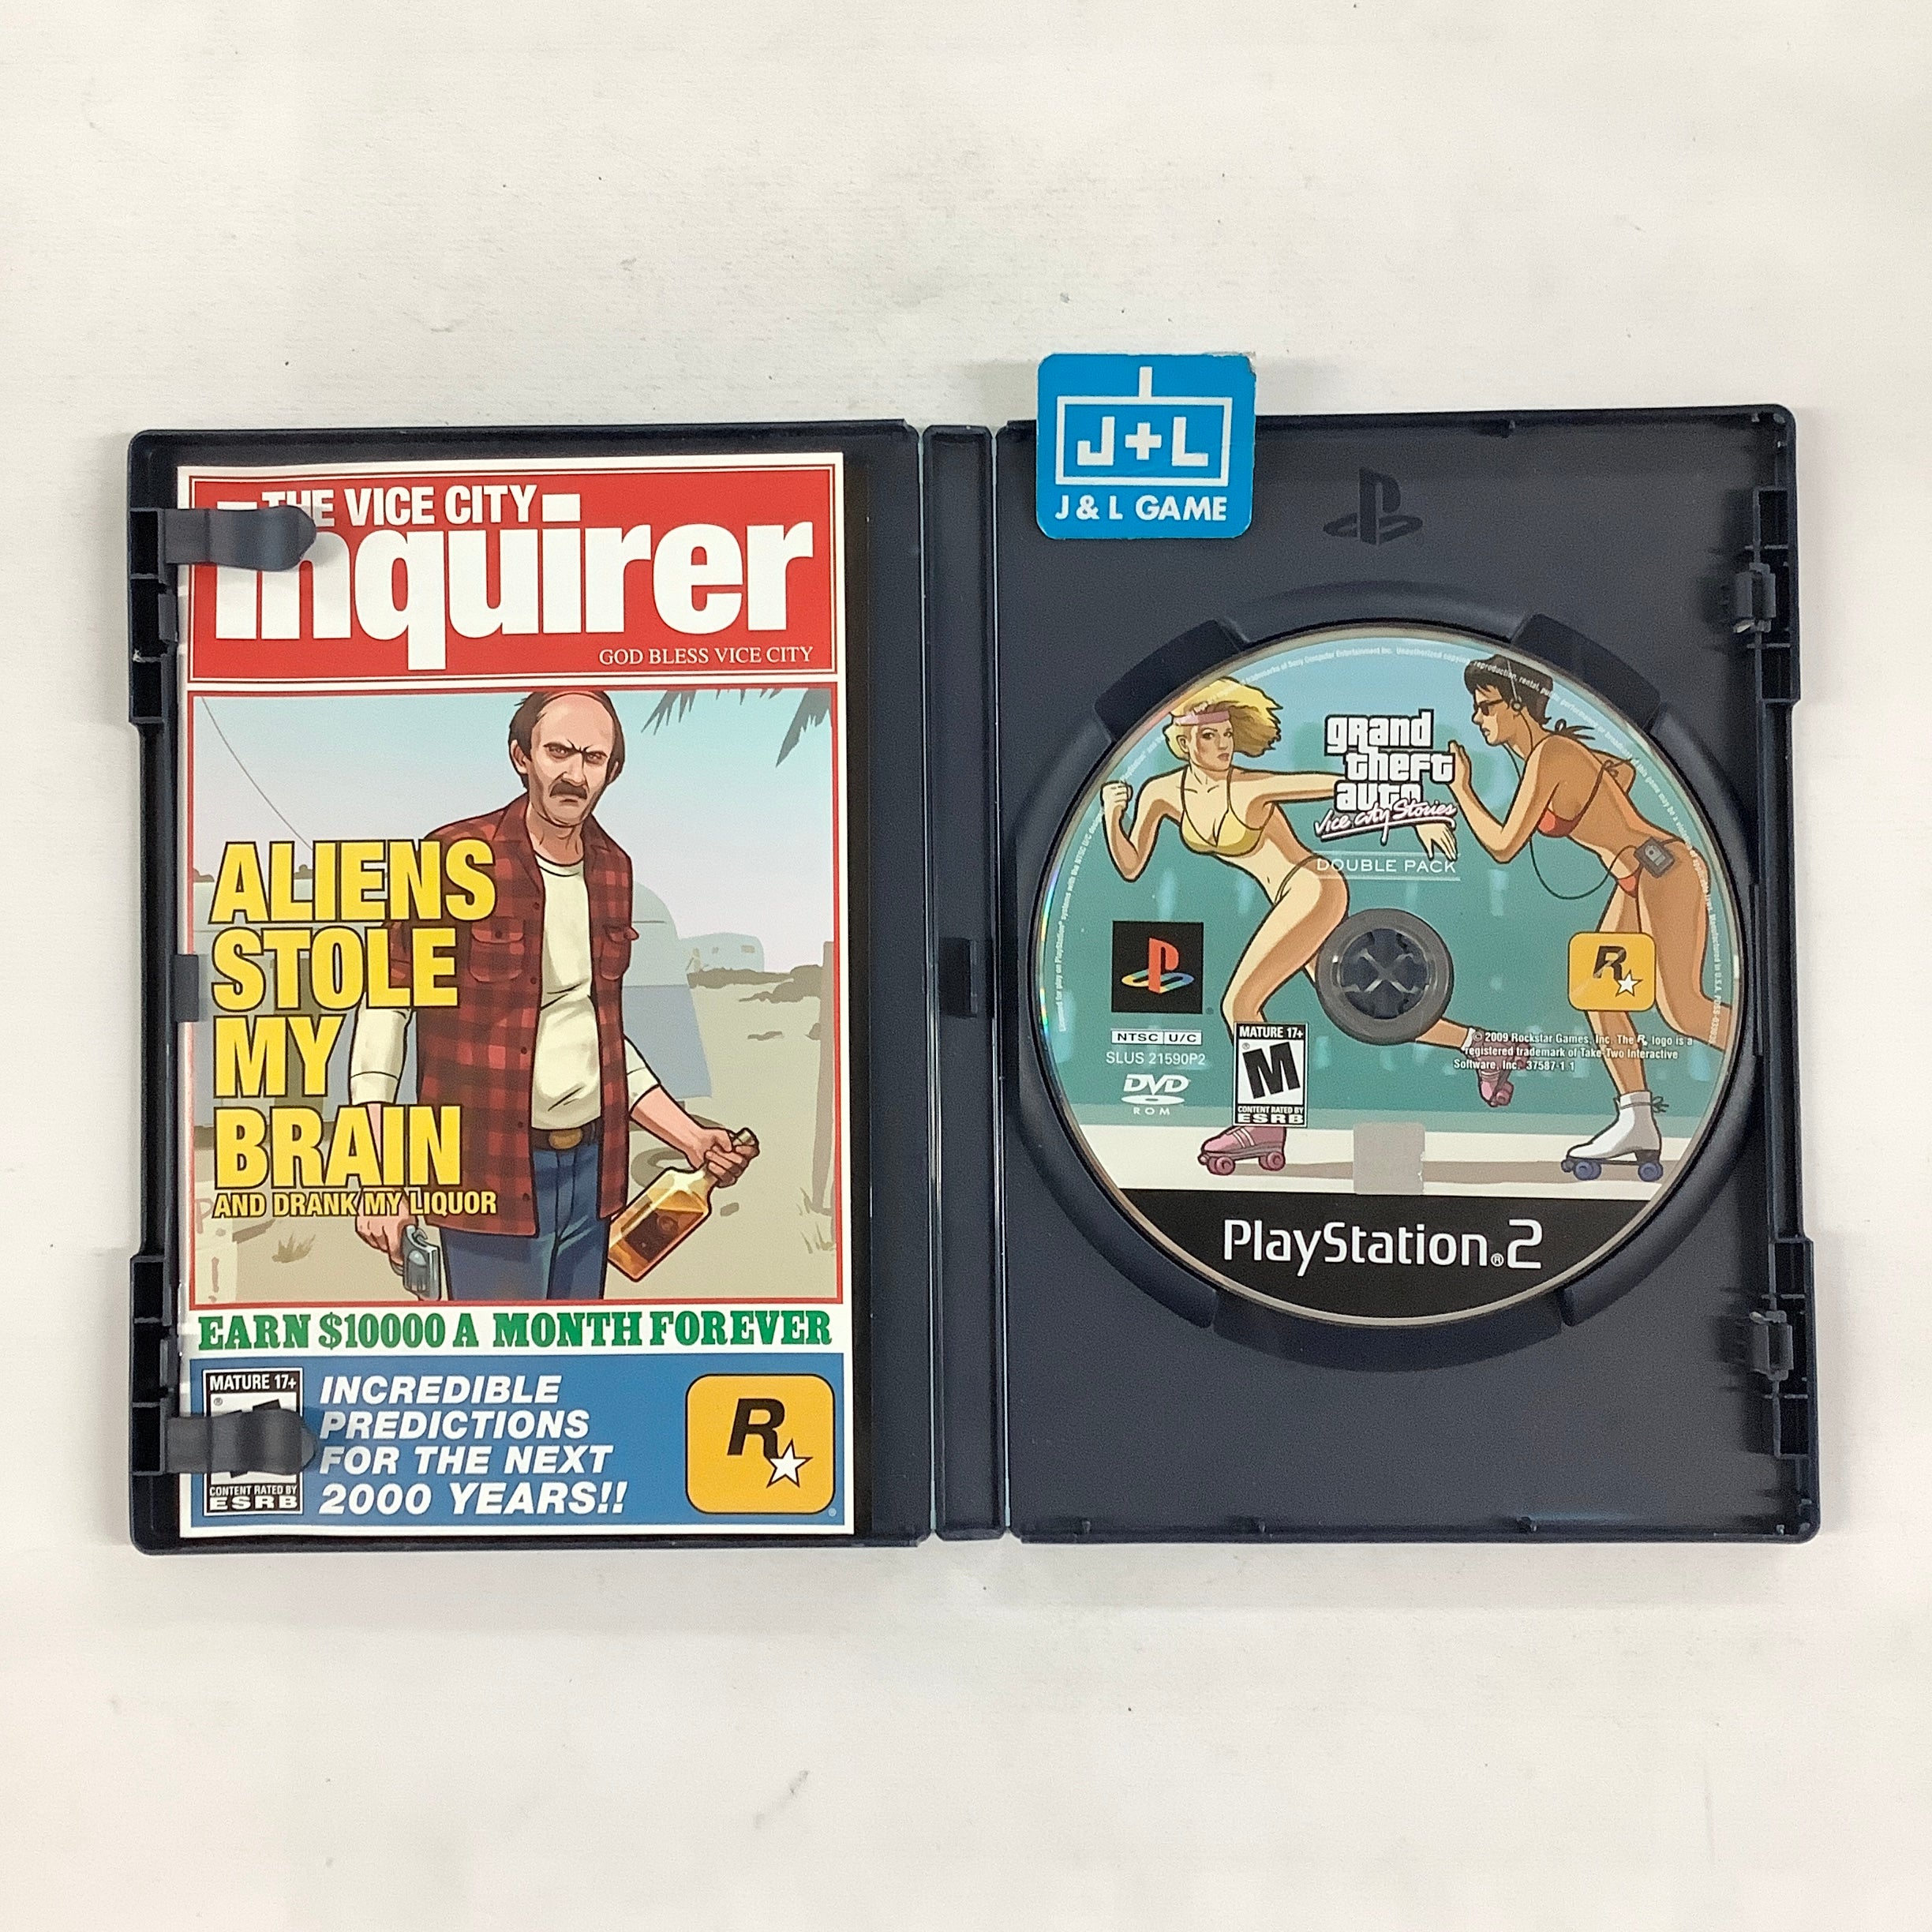 J+L
J & L GAME
THE VICE CITY
inquirer
GOD BLESS VICE CITY
ALIENS
STOLE
MY
BRAIN
AND DRANK MY LIQUOR
EARN $10000 A MONTH FOREVER
MATURE 17+
CONTENT RATED BY
ESRB
INCREDIBLE
PREDICTIONS
FOR THE NEXT
2000 YEARS!!
R
grand
theft
auto
Vice City Stories
DOUBLE PACK
NTSC U/C
SLUS 21590P2
DVD
ROM
MATURE 17+
M
CONTENT RATED BY
ESRB
R
© 2009 Rockstar Games, Inc. The R logo is a
registered trademark of Take-Two Interactive
Software, Inc. 37587-1 1
PlayStation®2